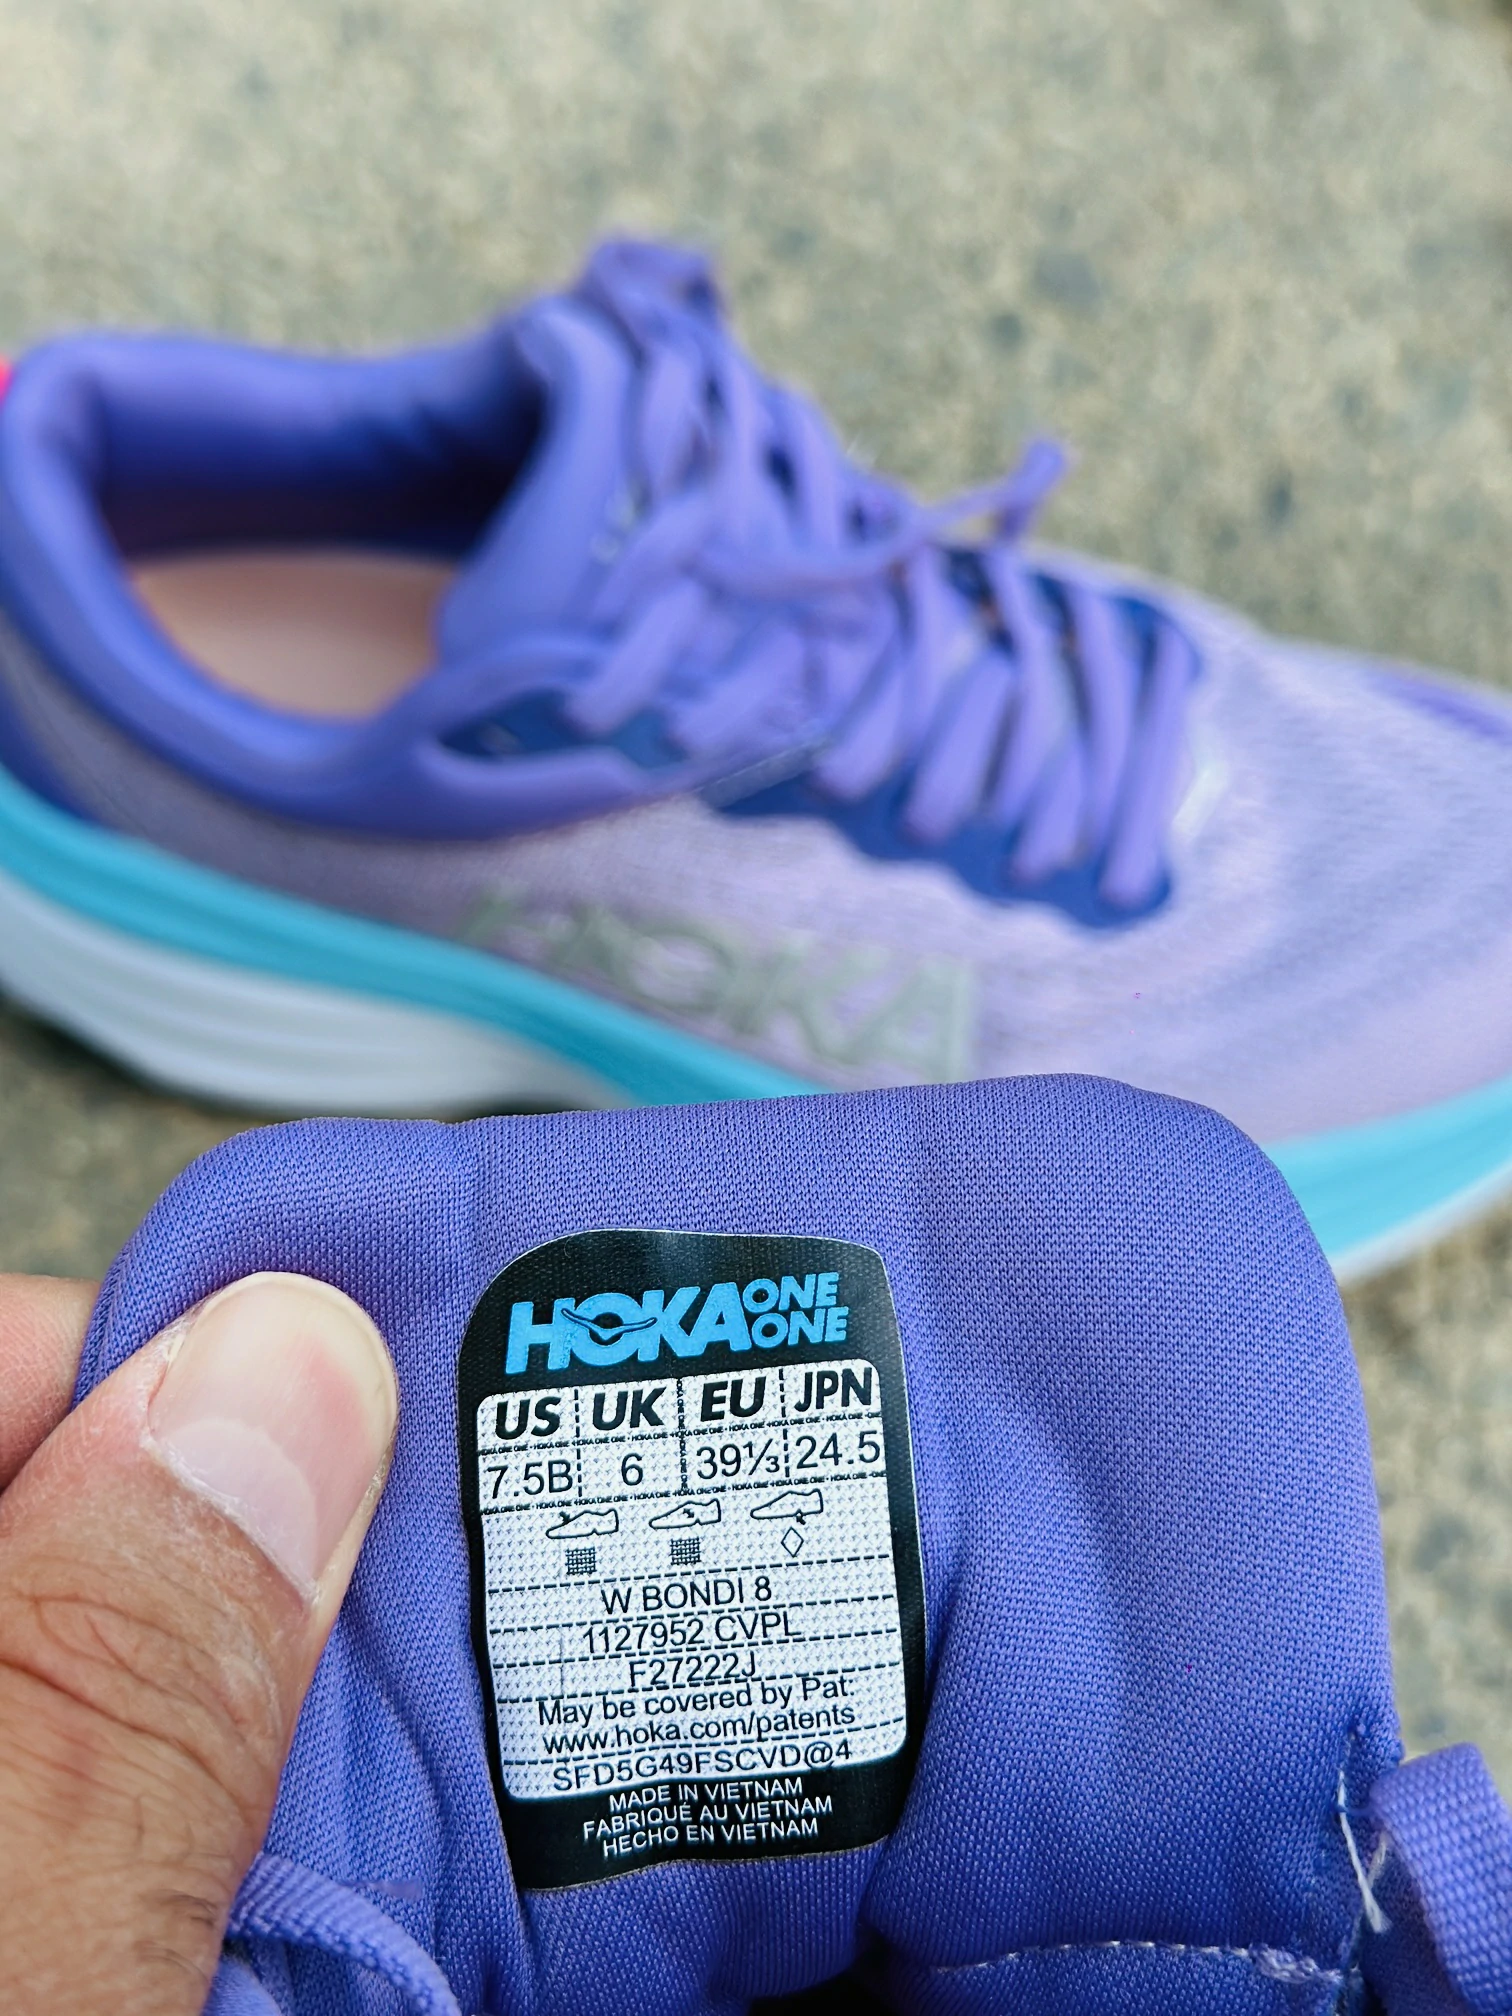 HOKA
HOKA ONE ONE
US UK EU JPN
7.5B 6 39⅓ 24.5
W BONDI 8
1127952 CVPL
F27222J
May be covered by Pat:
www.hoka.com/patents
SFD5G49FSCVD@4
MADE IN VIETNAM
FABRIQUÉ AU VIETNAM
HECHO EN VIETNAM